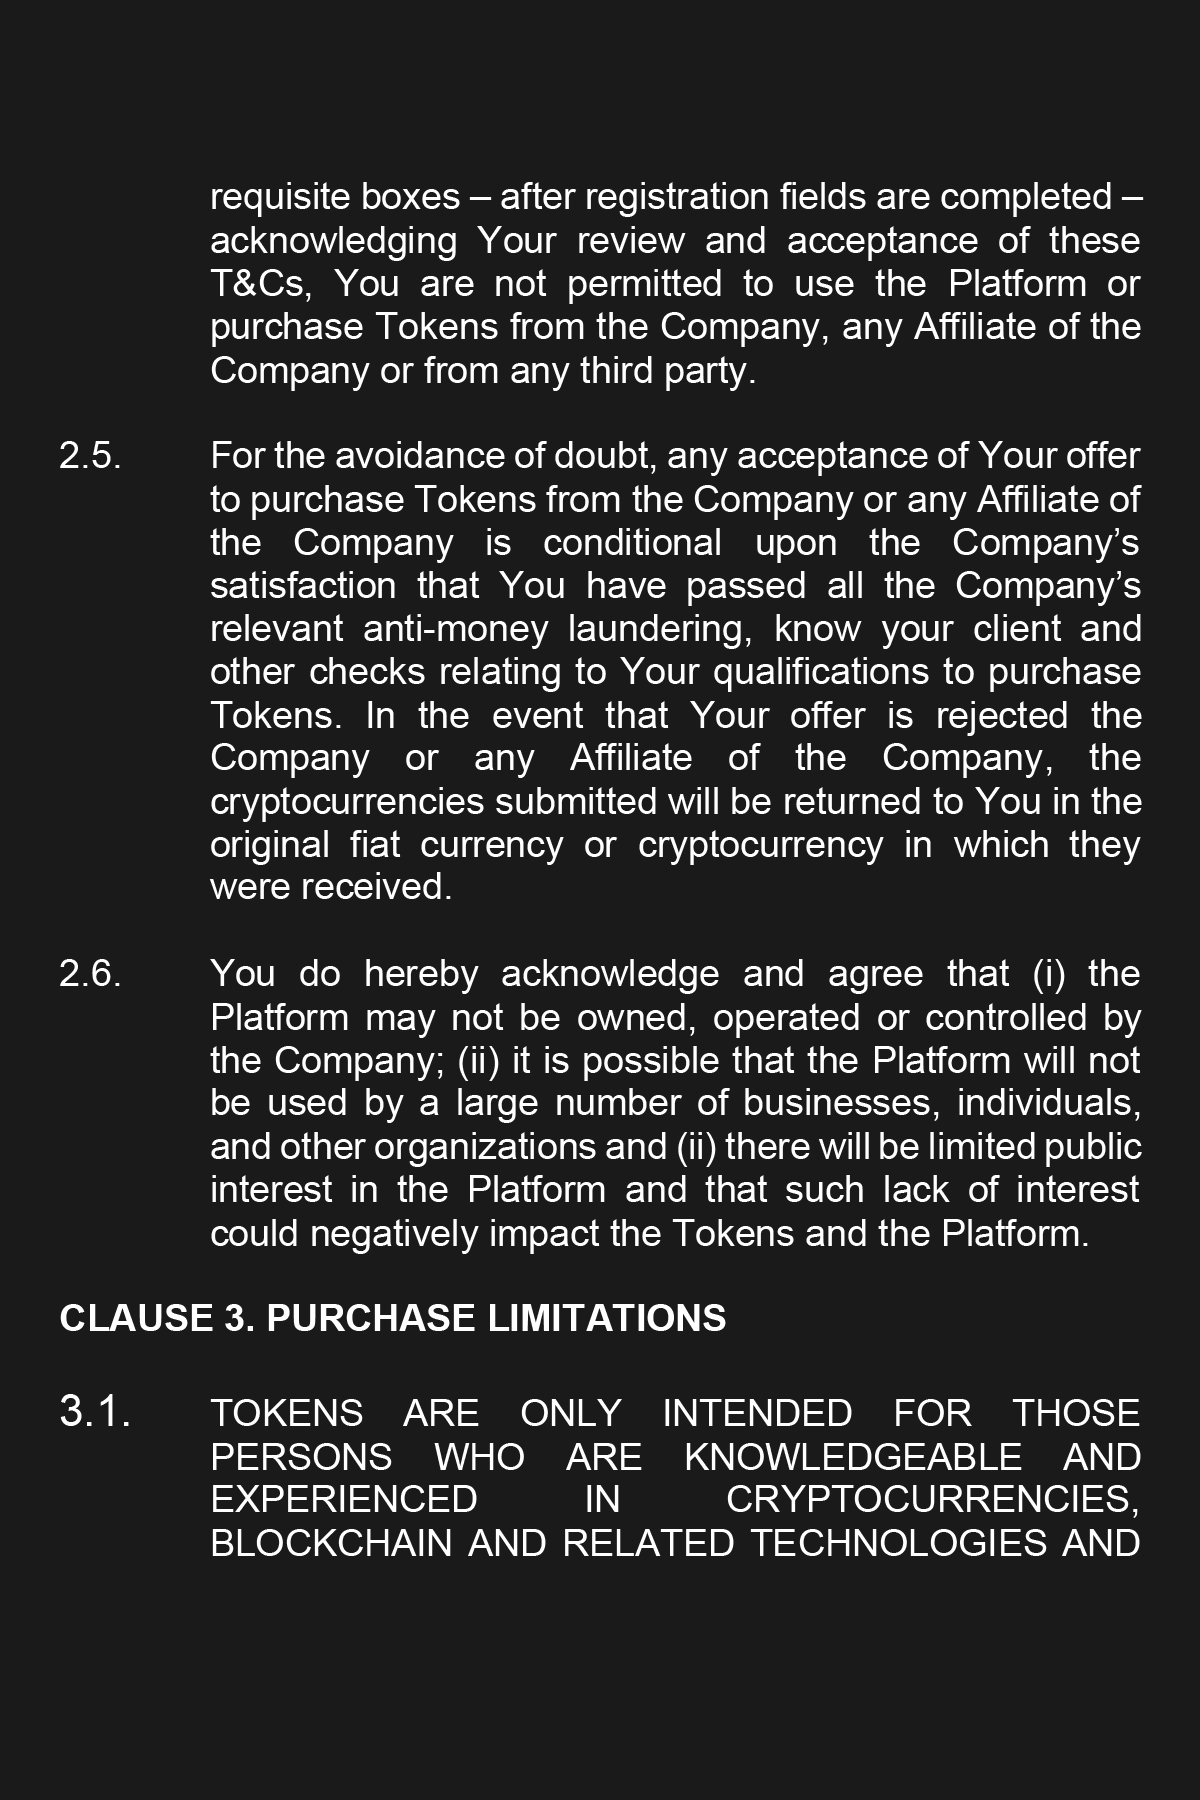 requisite boxes – after registration fields are completed –
acknowledging Your review and acceptance of these
T&Cs, You are not permitted to use the Platform or
purchase Tokens from the Company, any Affiliate of the
Company or from any third party.
2.5. For the avoidance of doubt, any acceptance of Your offer
to purchase Tokens from the Company or any Affiliate of
the Company is conditional upon the Company’s
satisfaction that You have passed all the Company’s
relevant anti-money laundering, know your client and
other checks relating to Your qualifications to purchase
Tokens. In the event that Your offer is rejected the
Company or any Affiliate of the Company, the
cryptocurrencies submitted will be returned to You in the
original fiat currency or cryptocurrency in which they
were received.
2.6. You do hereby acknowledge and agree that (i) the
Platform may not be owned, operated or controlled by
the Company; (ii) it is possible that the Platform will not
be used by a large number of businesses, individuals,
and other organizations and (ii) there will be limited public
interest in the Platform and that such lack of interest
could negatively impact the Tokens and the Platform.
CLAUSE 3. PURCHASE LIMITATIONS
3.1. TOKENS ARE ONLY INTENDED FOR THOSE
PERSONS WHO ARE KNOWLEDGEABLE AND
EXPERIENCED IN CRYPTOCURRENCIES,
BLOCKCHAIN AND RELATED TECHNOLOGIES AND